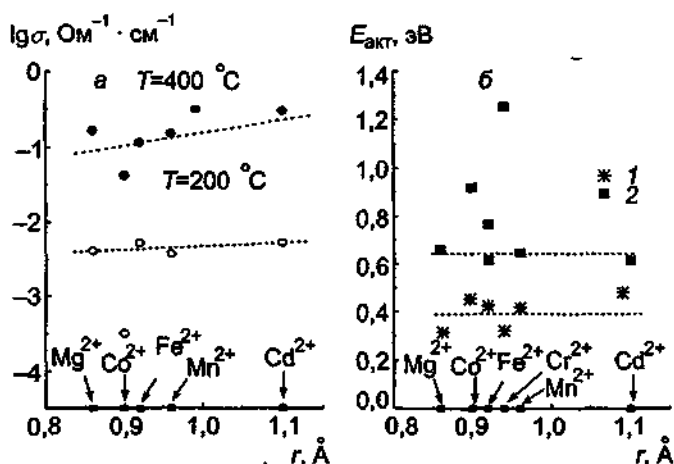 lgσ, Ом⁻¹ · см⁻¹
0
-1
-2
-3
-4
а T=400 °C
T=200 °C
Mg²⁺ Co²⁺ Fe²⁺ Mn²⁺ Cd²⁺
0,8 0,9 1,0 1,1
r, Å
Eакт, эВ
1,4
1,2
1,0
0,8
0,6
0,4
0,2
0,0
б
1
2
Mg²⁺ Co²⁺ Fe²⁺ Cr²⁺ Mn²⁺ Cd²⁺
0,8 0,9 1,0 1,1
r, Å